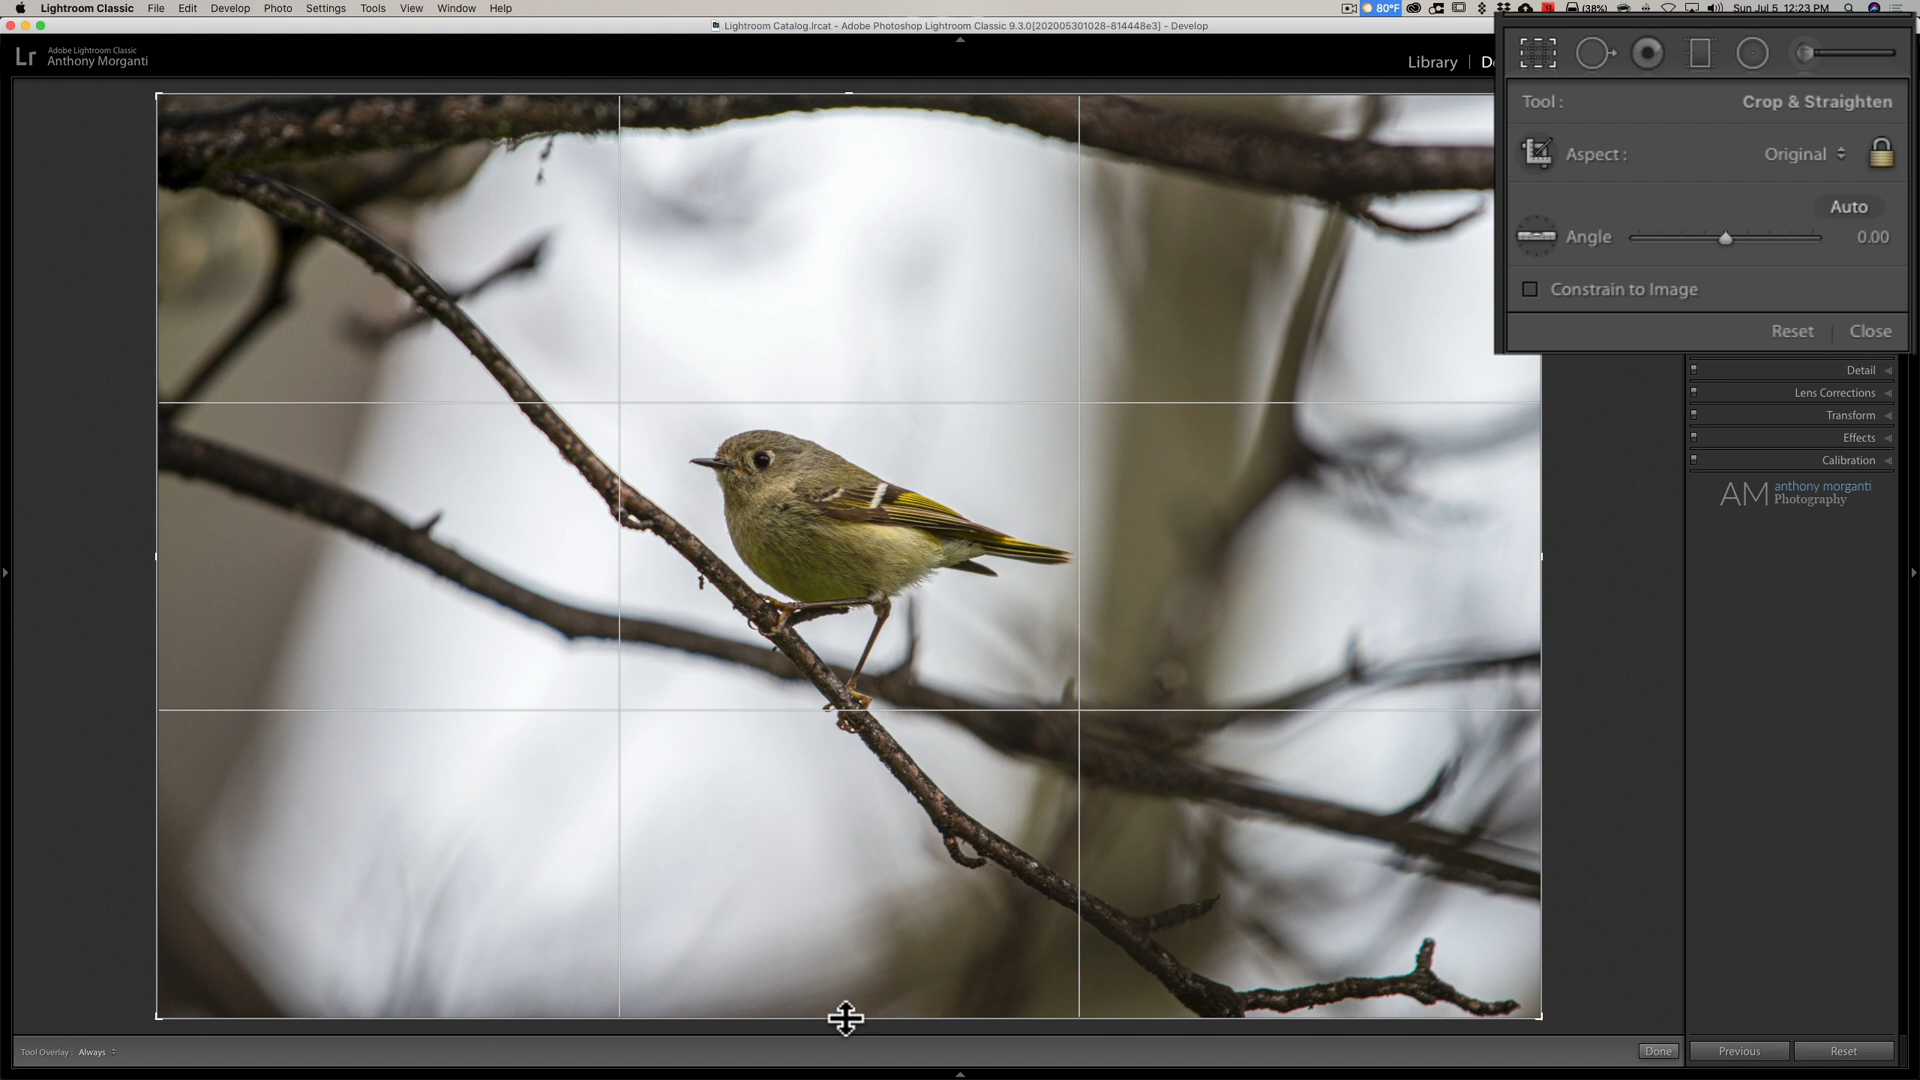 Lightroom Classic File Edit Develop Photo Settings Tools View Window Help 80°F (38%) Sun Jul 5 12:23 PM
Lightroom Catalog.lrcat - Adobe Photoshop Lightroom Classic 9.3.0[202005301028-814448e3] - Develop
Lr
Adobe Lightroom Classic
Anthony Morganti
Library | D
Tool : Crop & Straighten
Aspect : Original
Auto
Angle 0.00
Constrain to Image
Reset Close
Detail
Lens Corrections
Transform
Effects
Calibration
AM anthony morganti
Photography
Tool Overlay : Always Done Previous Reset